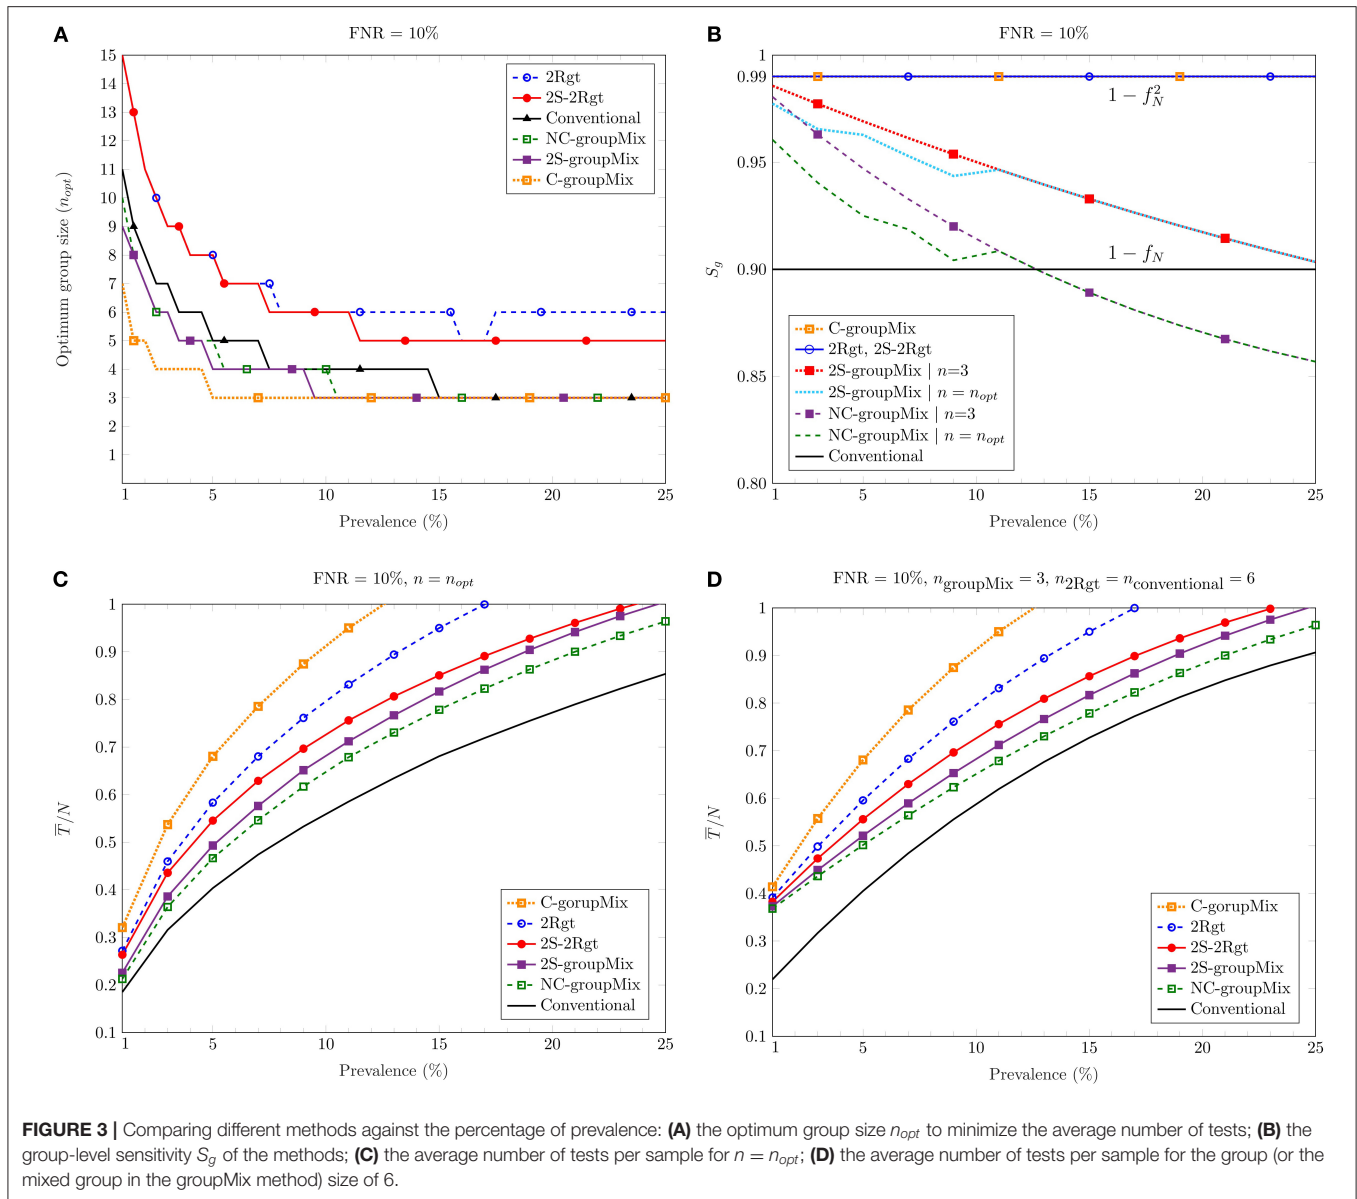 A
FNR = 10%
15
14
13
12
11
10
9
8
7
6
5
4
3
2
1
Optimum group size (n_opt)
2Rgt
2S-2Rgt
Conventional
NC-groupMix
2S-groupMix
C-groupMix
1 5 10 15 20 25
Prevalence (%)
B
FNR = 10%
1
0.99
0.95
0.90
0.85
0.80
S_g
1 − f_N^2
1 − f_N
C-groupMix
2Rgt, 2S-2Rgt
2S-groupMix | n=3
2S-groupMix | n = n_opt
NC-groupMix | n=3
NC-groupMix | n = n_opt
Conventional
1 5 10 15 20 25
Prevalence (%)
C
FNR = 10%, n = n_opt
1
0.9
0.8
0.7
0.6
0.5
0.4
0.3
0.2
0.1
T̅/N
C-gorupMix
2Rgt
2S-2Rgt
2S-groupMix
NC-groupMix
Conventional
1 5 10 15 20 25
Prevalence (%)
D
FNR = 10%, n_groupMix = 3, n_2Rgt = n_conventional = 6
1
0.9
0.8
0.7
0.6
0.5
0.4
0.3
0.2
0.1
T̅/N
C-gorupMix
2Rgt
2S-2Rgt
2S-groupMix
NC-groupMix
Conventional
1 5 10 15 20 25
Prevalence (%)
FIGURE 3 | Comparing different methods against the percentage of prevalence: (A) the optimum group size n_opt to minimize the average number of tests; (B) the
group-level sensitivity S_g of the methods; (C) the average number of tests per sample for n = n_opt; (D) the average number of tests per sample for the group (or the
mixed group in the groupMix method) size of 6.